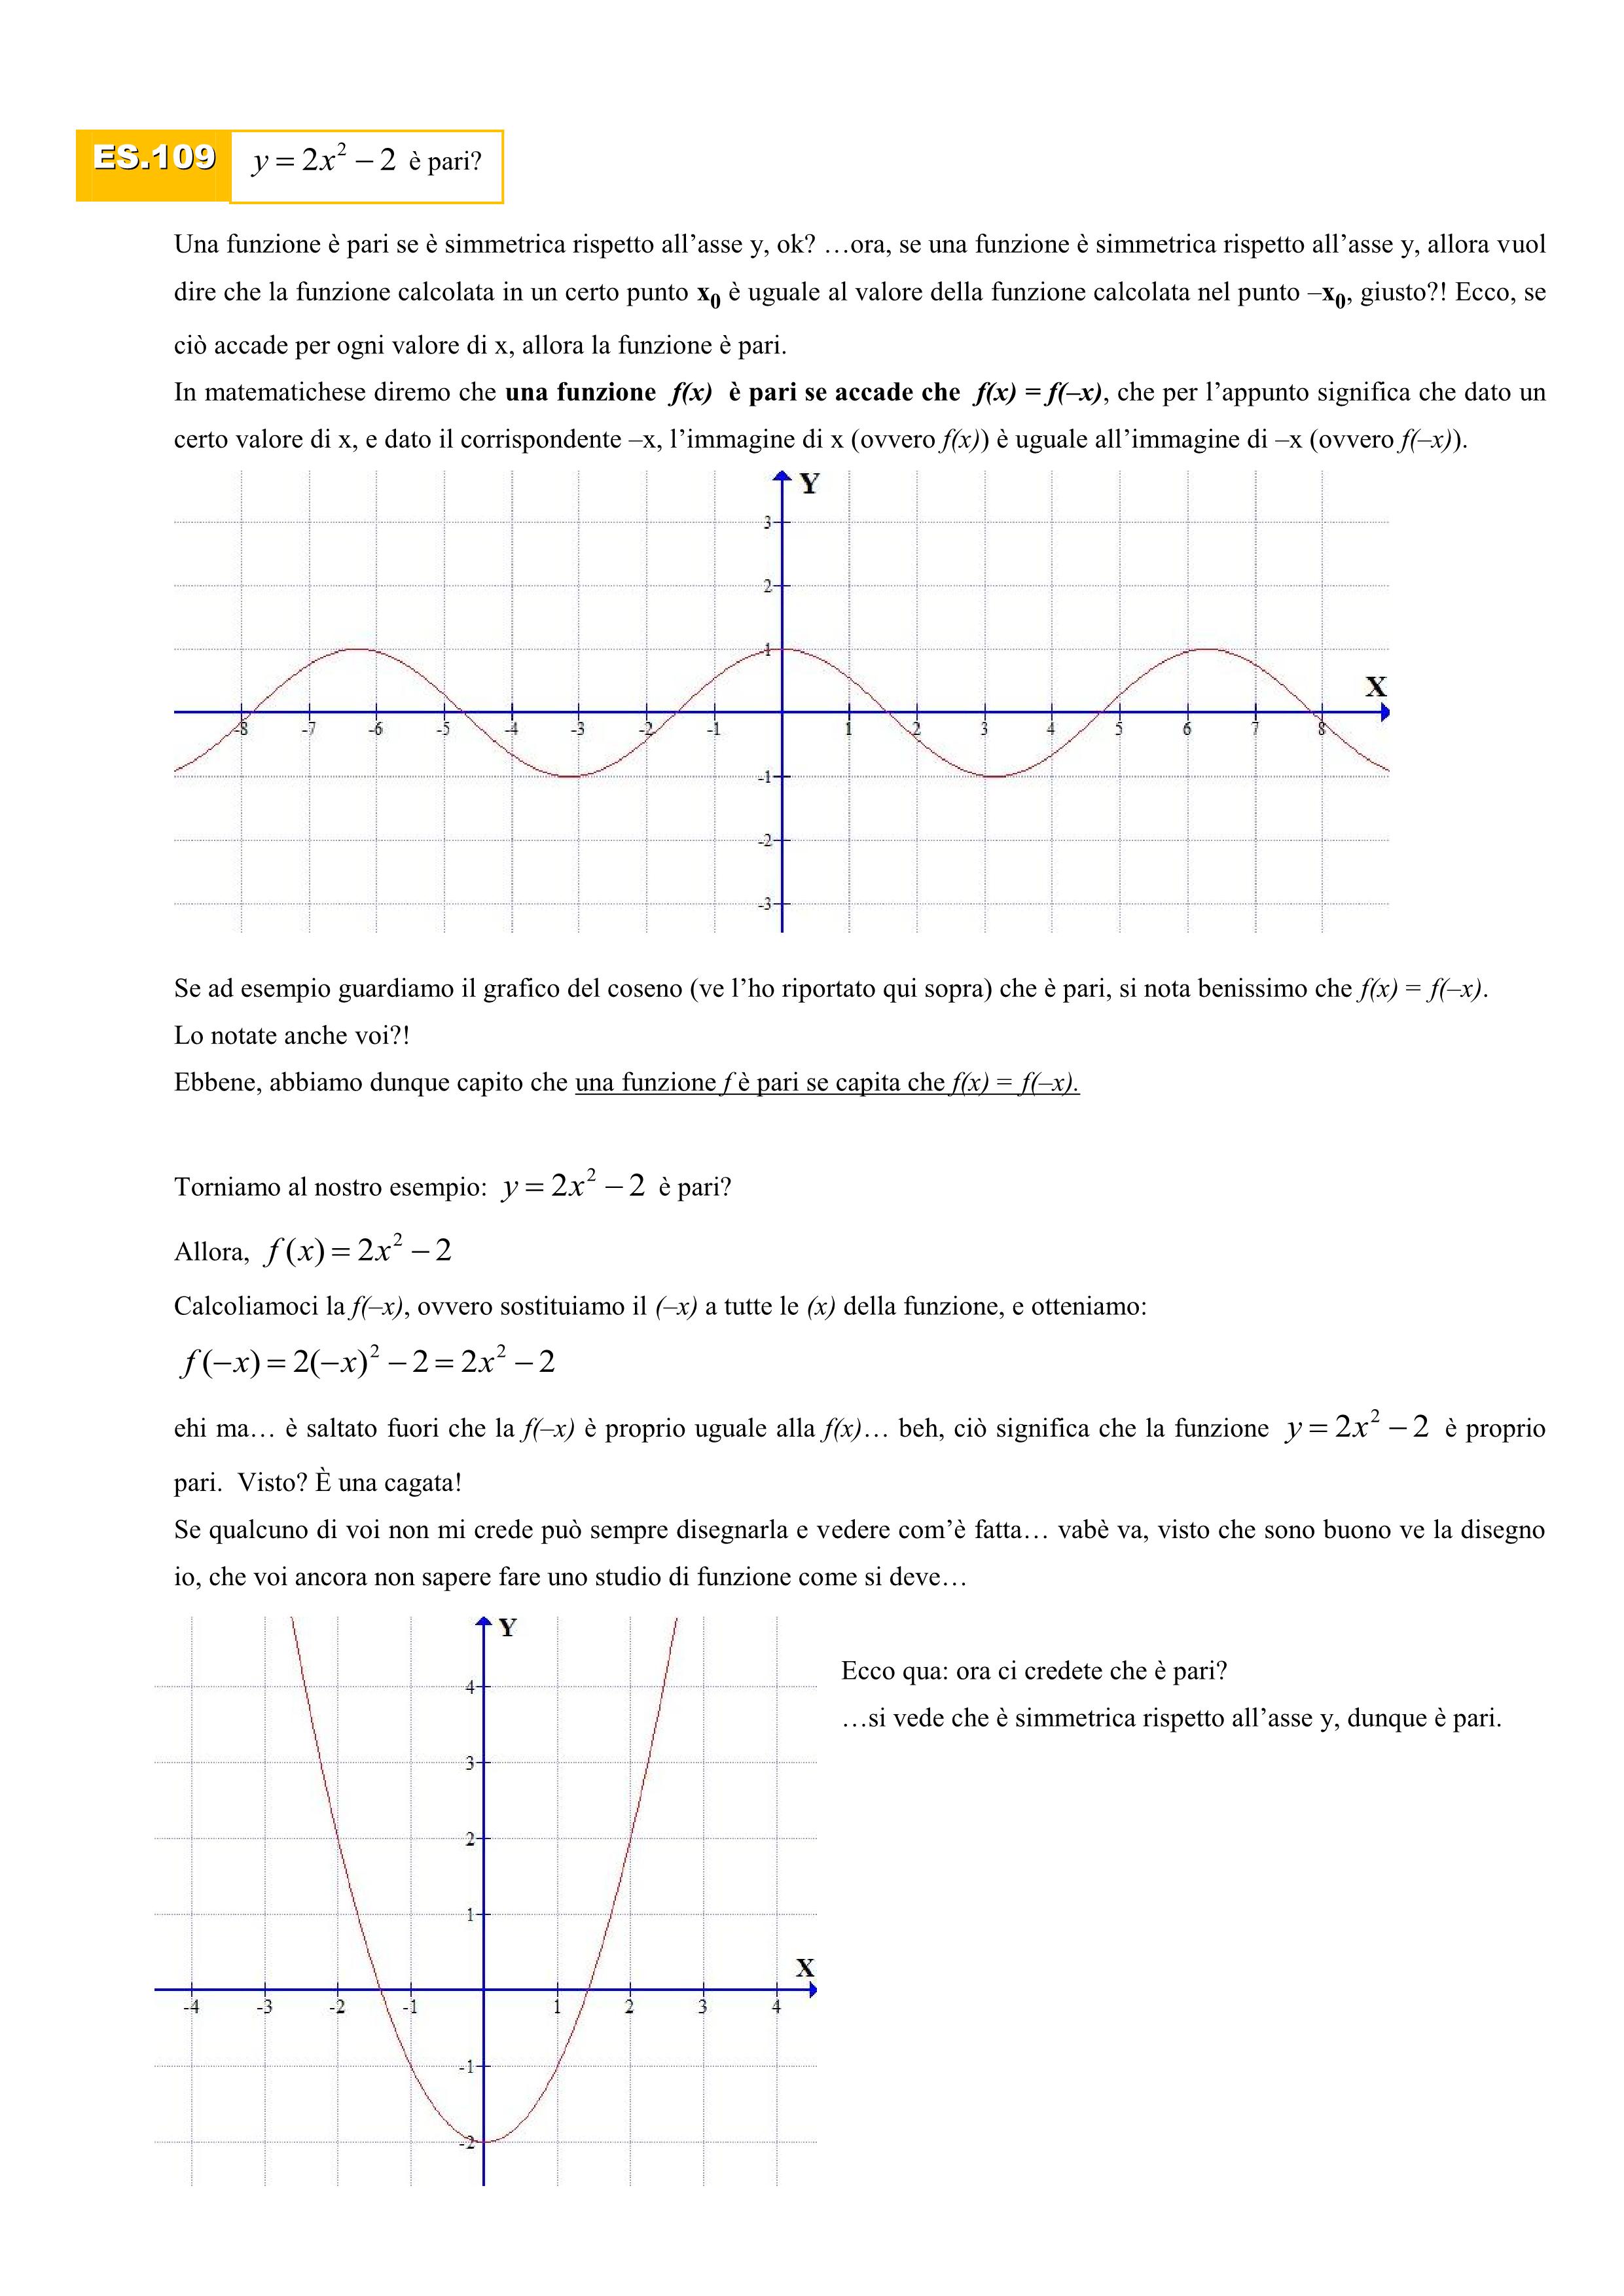 ES.109 y = 2x² − 2 è pari?
Una funzione è pari se è simmetrica rispetto all’asse y, ok? …ora, se una funzione è simmetrica rispetto all’asse y, allora vuol
dire che la funzione calcolata in un certo punto x₀ è uguale al valore della funzione calcolata nel punto –x₀, giusto?! Ecco, se
ciò accade per ogni valore di x, allora la funzione è pari.
In matematichese diremo che una funzione f(x) è pari se accade che f(x) = f(–x), che per l’appunto significa che dato un
certo valore di x, e dato il corrispondente –x, l’immagine di x (ovvero f(x)) è uguale all’immagine di –x (ovvero f(–x)).
Y
3
2
1
X
-8 -7 -6 -5 -4 -3 -2 -1 1 2 3 4 5 6 7 8
-1
-2
-3
Se ad esempio guardiamo il grafico del coseno (ve l’ho riportato qui sopra) che è pari, si nota benissimo che f(x) = f(–x).
Lo notate anche voi?!
Ebbene, abbiamo dunque capito che una funzione f è pari se capita che f(x) = f(–x).
Torniamo al nostro esempio: y = 2x² − 2 è pari?
Allora, f(x) = 2x² − 2
Calcoliamoci la f(–x), ovvero sostituiamo il (–x) a tutte le (x) della funzione, e otteniamo:
f(−x) = 2(−x)² − 2 = 2x² − 2
ehi ma… è saltato fuori che la f(–x) è proprio uguale alla f(x)… beh, ciò significa che la funzione y = 2x² − 2 è proprio
pari. Visto? È una cagata!
Se qualcuno di voi non mi crede può sempre disegnarla e vedere com’è fatta… vabè va, visto che sono buono ve la disegno
io, che voi ancora non sapere fare uno studio di funzione come si deve…
Y
4
3
2
1
X
-4 -3 -2 -1 1 2 3 4
-1
-2
Ecco qua: ora ci credete che è pari?
…si vede che è simmetrica rispetto all’asse y, dunque è pari.